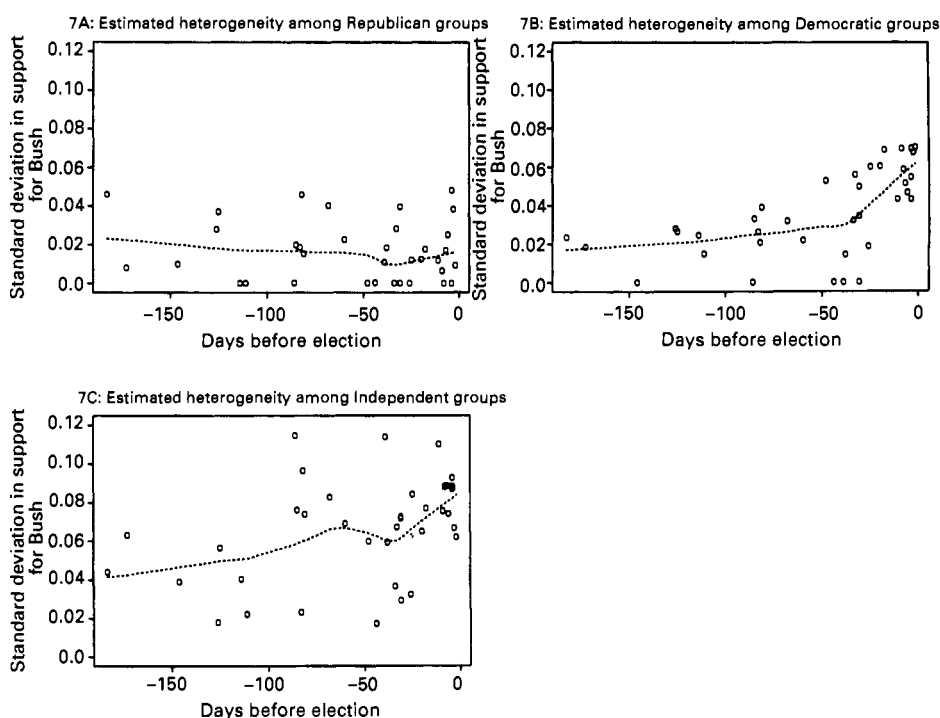 7A: Estimated heterogeneity among Republican groups
Standard deviation in support
for Bush
0.12
0.10
0.08
0.06
0.04
0.02
0.0
−150
−100
−50
0
Days before election
7B: Estimated heterogeneity among Democratic groups
Standard deviation in support
for Bush
0.12
0.10
0.08
0.06
0.04
0.02
0.0
−150
−100
−50
0
Days before election
7C: Estimated heterogeneity among Independent groups
Standard deviation in support
for Bush
0.12
0.10
0.08
0.06
0.04
0.02
0.0
−150
−100
−50
0
Days before election